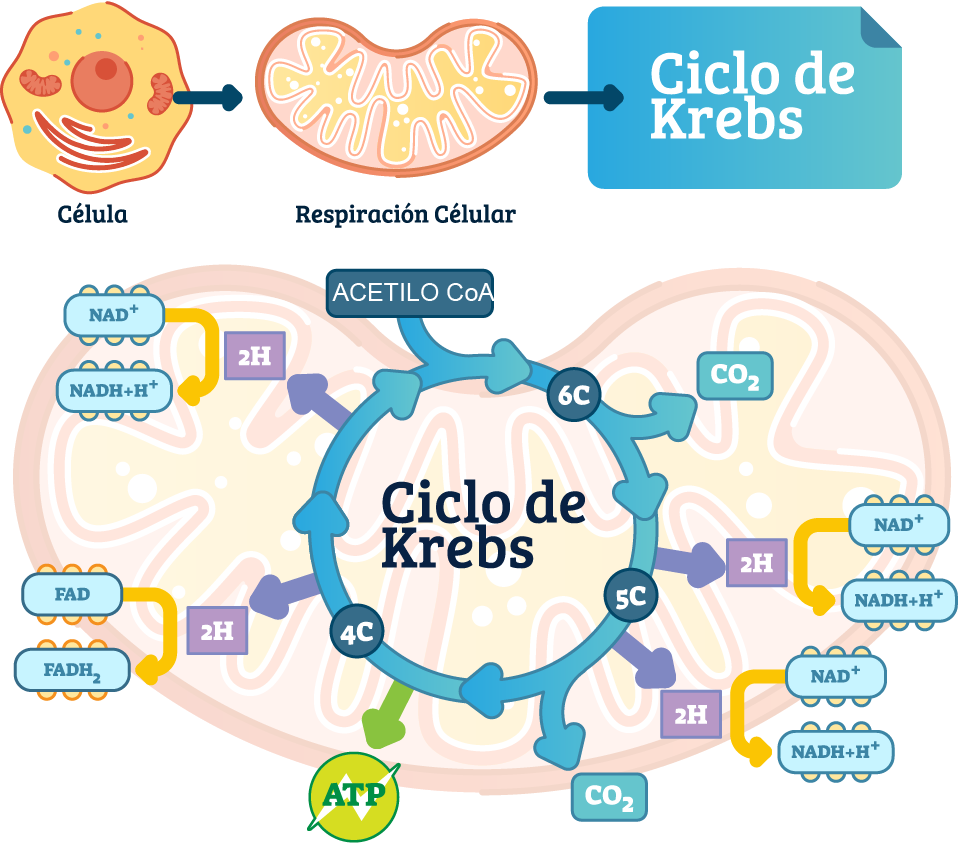 Ciclo de
Krebs
Célula
Respiración Célular
ACETILO CoA
NAD+
2H
NADH+H+
6C
CO2
Ciclo de
Krebs
NAD+
2H
NADH+H+
5C
FAD
2H
4C
FADH2
NAD+
2H
NADH+H+
ATP
CO2